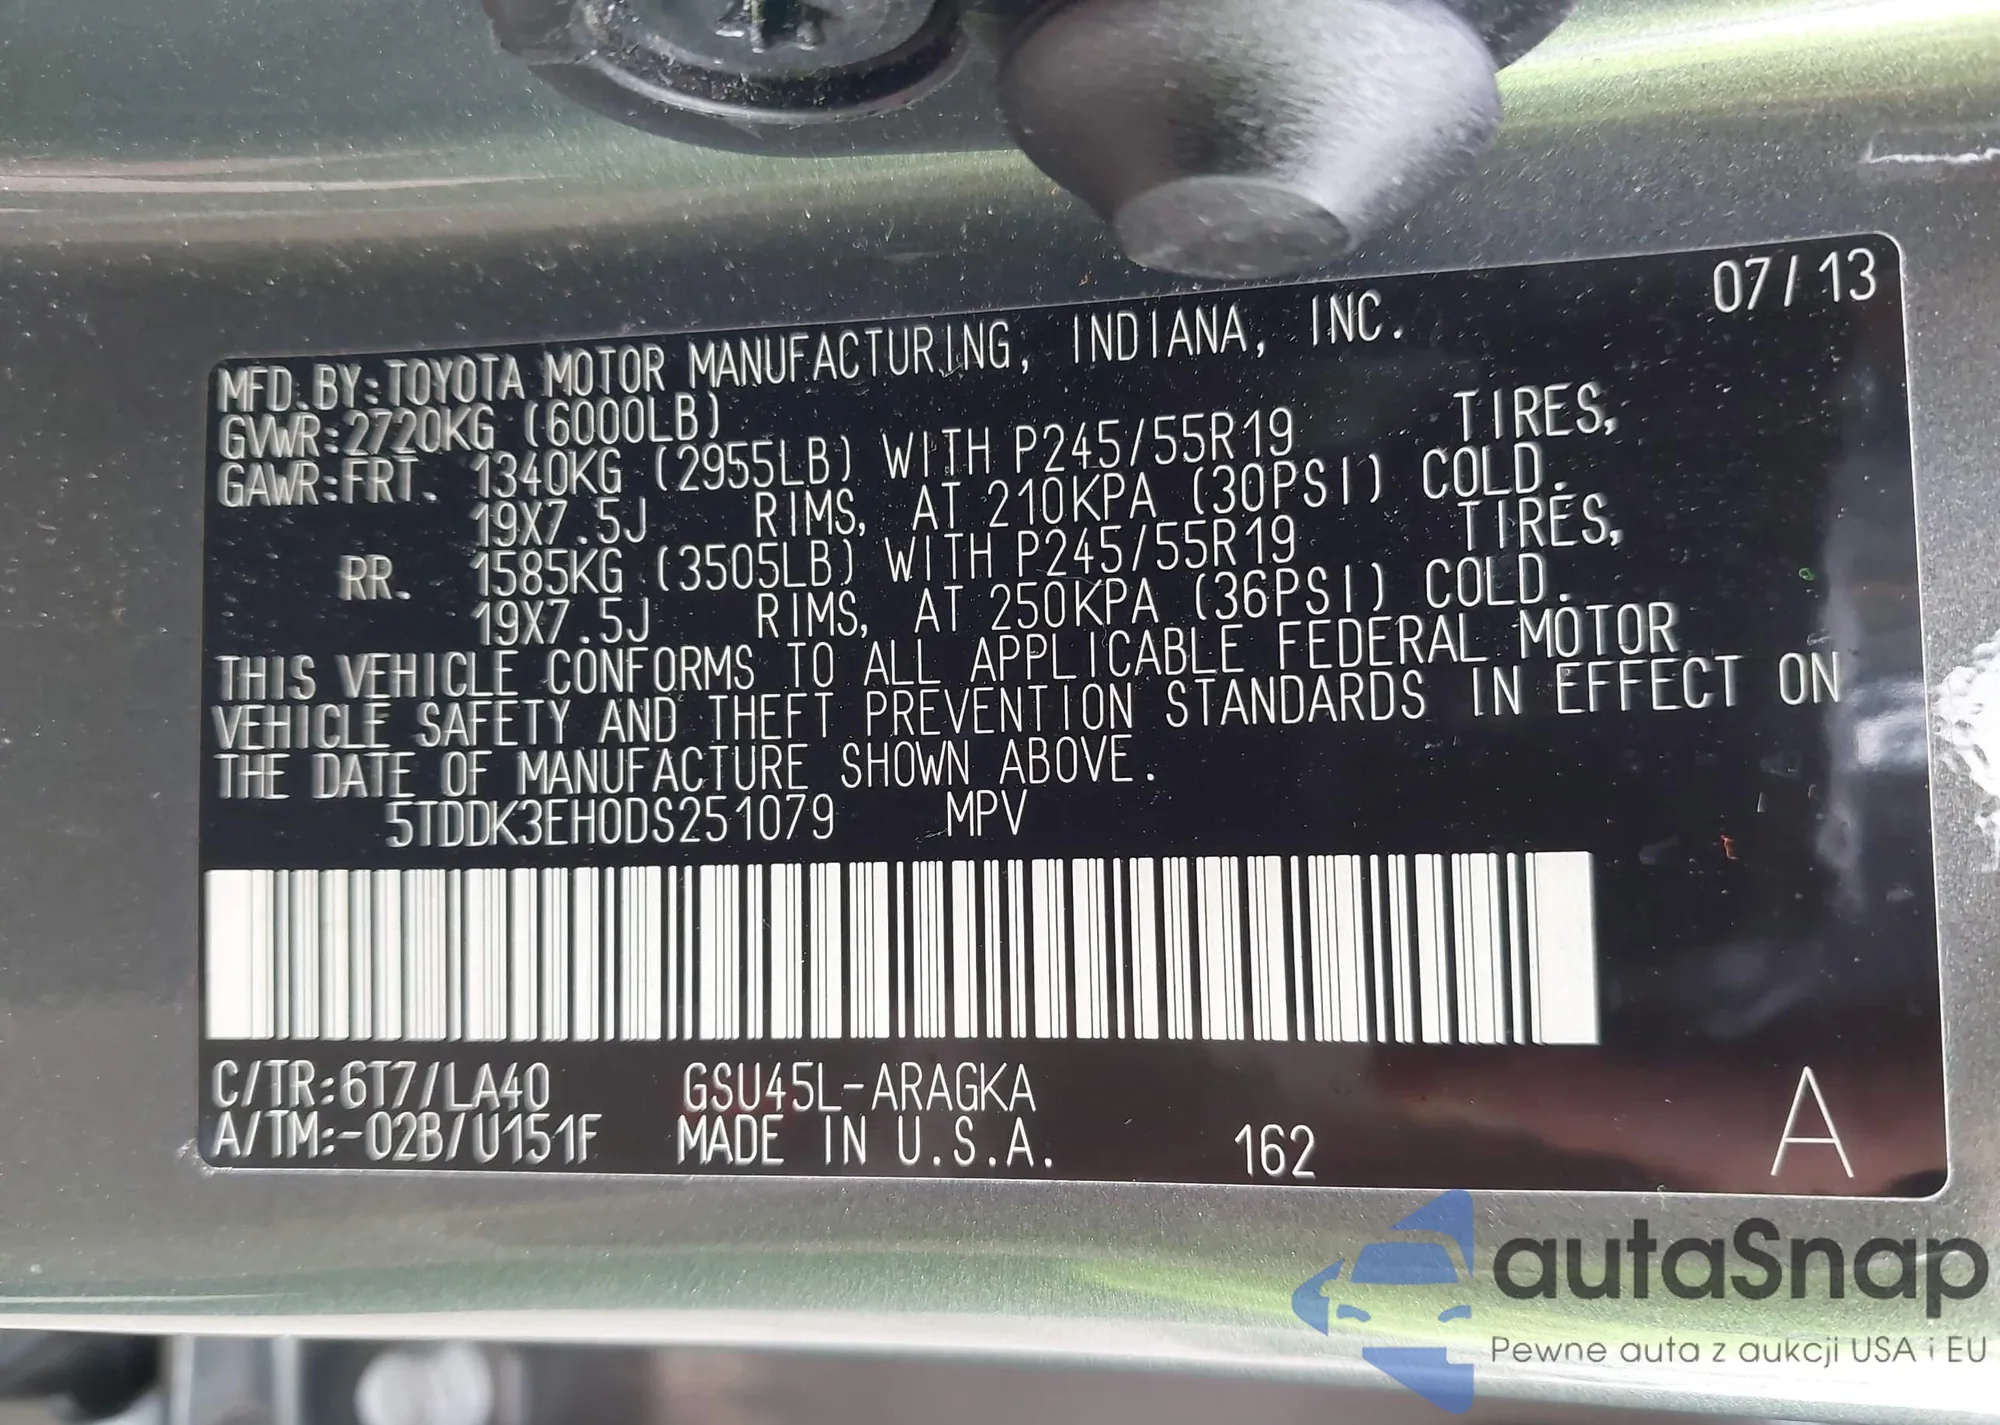 07/13
MFD. BY:TOYOTA MOTOR MANUFACTURING, INDIANA, INC.
GVWR:2720KG (6000LB)
GAWR:FRT. 1340KG (2955LB) WITH P245/55R19 TIRES,
19X7.5J RIMS, AT 210KPA (30PSI) COLD.
RR. 1585KG (3505LB) WITH P245/55R19 TIRES,
19X7.5J RIMS, AT 250KPA (36PSI) COLD.
THIS VEHICLE CONFORMS TO ALL APPLICABLE FEDERAL MOTOR
VEHICLE SAFETY AND THEFT PREVENTION STANDARDS IN EFFECT ON
THE DATE OF MANUFACTURE SHOWN ABOVE.
5TDDK3EH0DS251079 MPV
C/TR:6T7/LA40 GSU45L-ARAGKA
A/TM:-02B/U151F MADE IN U.S.A. 162 A
autaSnap
Pewne auta z aukcji USA i EU